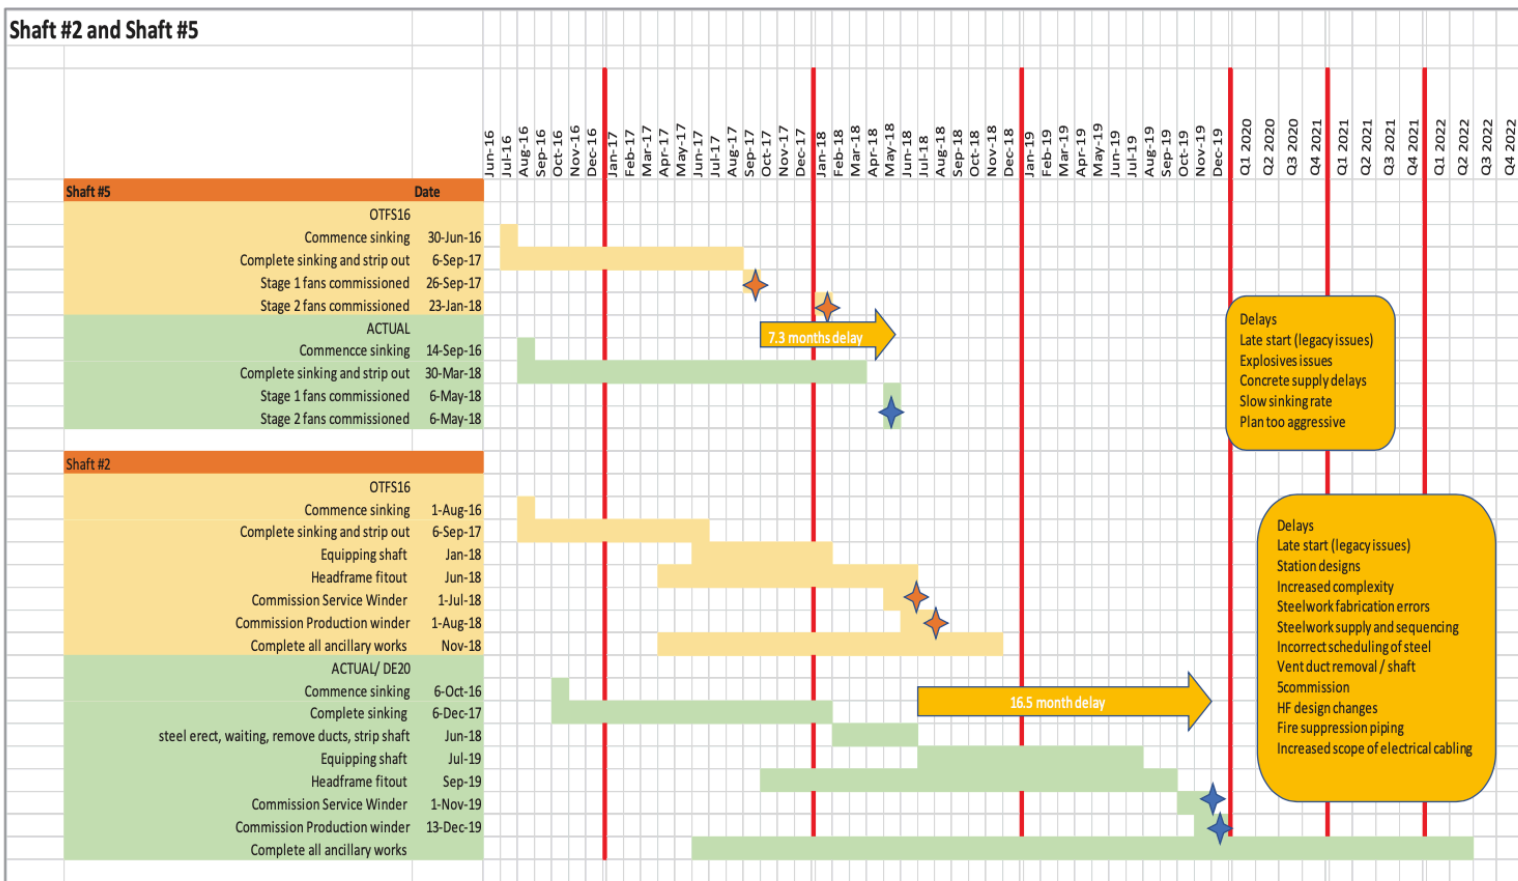 Shaft #2 and Shaft #5
Jun-16 Jul-16 Aug-16 Sep-16 Oct-16 Nov-16 Dec-16 Jan-17 Feb-17 Mar-17 Apr-17 May-17 Jun-17 Jul-17 Aug-17 Sep-17 Oct-17 Nov-17 Dec-17 Jan-18 Feb-18 Mar-18 Apr-18 May-18 Jun-18 Jul-18 Aug-18 Sep-18 Oct-18 Nov-18 Dec-18 Jan-19 Feb-19 Mar-19 Apr-19 May-19 Jun-19 Jul-19 Aug-19 Sep-19 Oct-19 Nov-19 Dec-19 Q1 2020 Q2 2020 Q3 2020 Q4 2021 Q1 2021 Q2 2021 Q3 2021 Q4 2021 Q1 2022 Q2 2022 Q3 2022 Q4 2022
Shaft #5 Date
OTFS16
Commence sinking 30-Jun-16
Complete sinking and strip out 6-Sep-17
Stage 1 fans commissioned 26-Sep-17
Stage 2 fans commissioned 23-Jan-18
ACTUAL
7.3 months delay
Commencce sinking 14-Sep-16
Complete sinking and strip out 30-Mar-18
Stage 1 fans commissioned 6-May-18
Stage 2 fans commissioned 6-May-18
Delays
Late start (legacy issues)
Explosives issues
Concrete supply delays
Slow sinking rate
Plan too aggressive
Shaft #2
OTFS16
Commence sinking 1-Aug-16
Complete sinking and strip out 6-Sep-17
Equipping shaft Jan-18
Headframe fitout Jun-18
Commission Service Winder 1-Jul-18
Commission Production winder 1-Aug-18
Complete all ancillary works Nov-18
ACTUAL/ DE20
Commence sinking 6-Oct-16
16.5 month delay
Complete sinking 6-Dec-17
steel erect, waiting, remove ducts, strip shaft Jun-18
Equipping shaft Jul-19
Headframe fitout Sep-19
Commission Service Winder 1-Nov-19
Commission Production winder 13-Dec-19
Complete all ancillary works
Delays
Late start (legacy issues)
Station designs
Increased complexity
Steelwork fabrication errors
Steelwork supply and sequencing
Incorrect scheduling of steel
Vent duct removal / shaft
5commission
HF design changes
Fire suppression piping
Increased scope of electrical cabling